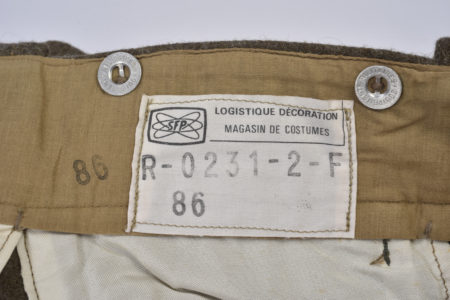 LOGISTIQUE DÉCORATION
SFP
MAGASIN DE COSTUMES
86
R-0231-2-F
86